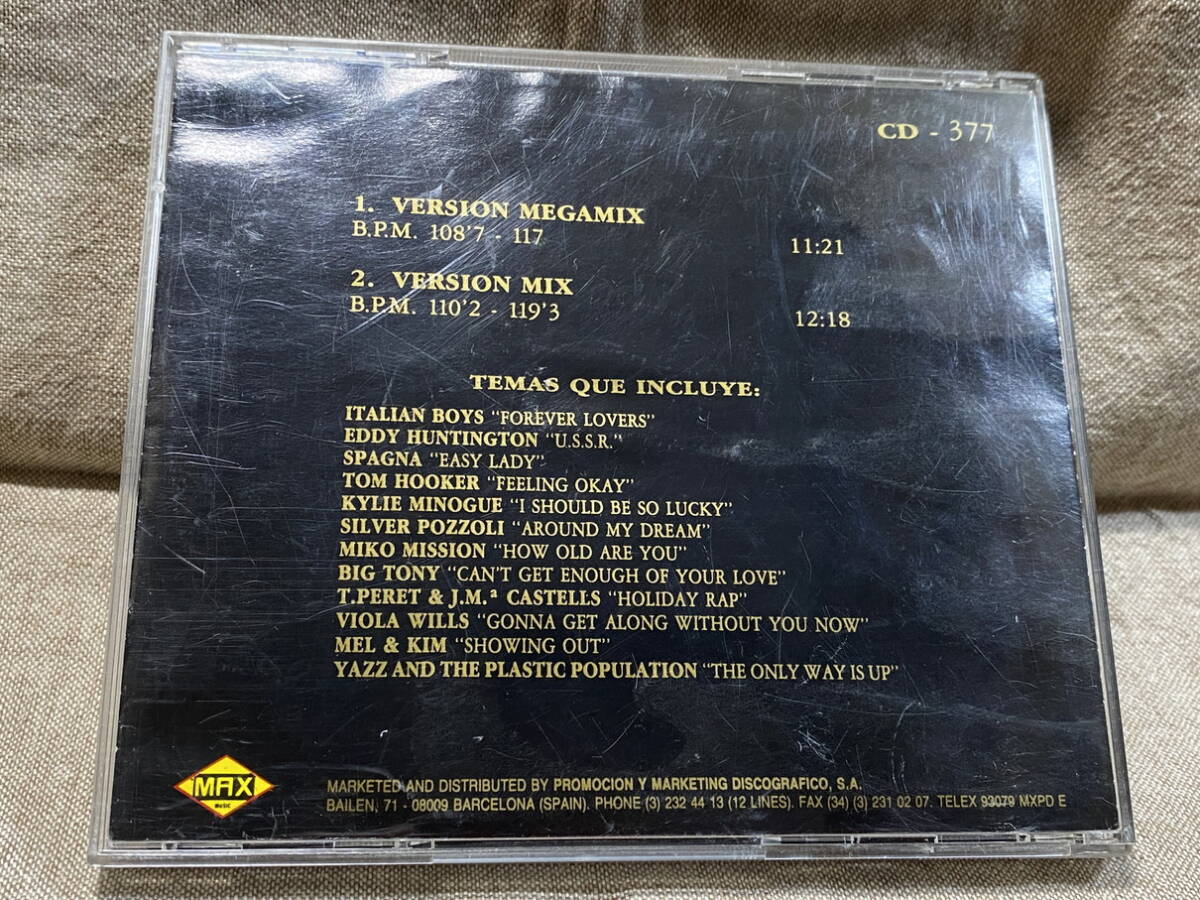 CD - 377
1. VERSION MEGAMIX
B.P.M. 108'7 - 117 11:21
2. VERSION MIX
B.P.M. 110'2 - 119'3 12:18
TEMAS QUE INCLUYE:
ITALIAN BOYS "FOREVER LOVERS"
EDDY HUNTINGTON "U.S.S.R."
SPAGNA "EASY LADY"
TOM HOOKER "FEELING OKAY"
KYLIE MINOGUE "I SHOULD BE SO LUCKY"
SILVER POZZOLI "AROUND MY DREAM"
MIKO MISSION "HOW OLD ARE YOU"
BIG TONY "CAN'T GET ENOUGH OF YOUR LOVE"
T.PERET & J.M.ª CASTELLS "HOLIDAY RAP"
VIOLA WILLS "GONNA GET ALONG WITHOUT YOU NOW"
MEL & KIM "SHOWING OUT"
YAZZ AND THE PLASTIC POPULATION "THE ONLY WAY IS UP"
MAX
MUSIC
MARKETED AND DISTRIBUTED BY PROMOCION Y MARKETING DISCOGRAFICO, S.A.
BAILEN, 71 - 08009 BARCELONA (SPAIN). PHONE (3) 232 44 13 (12 LINES). FAX (34) (3) 231 02 07. TELEX 93079 MXPD E